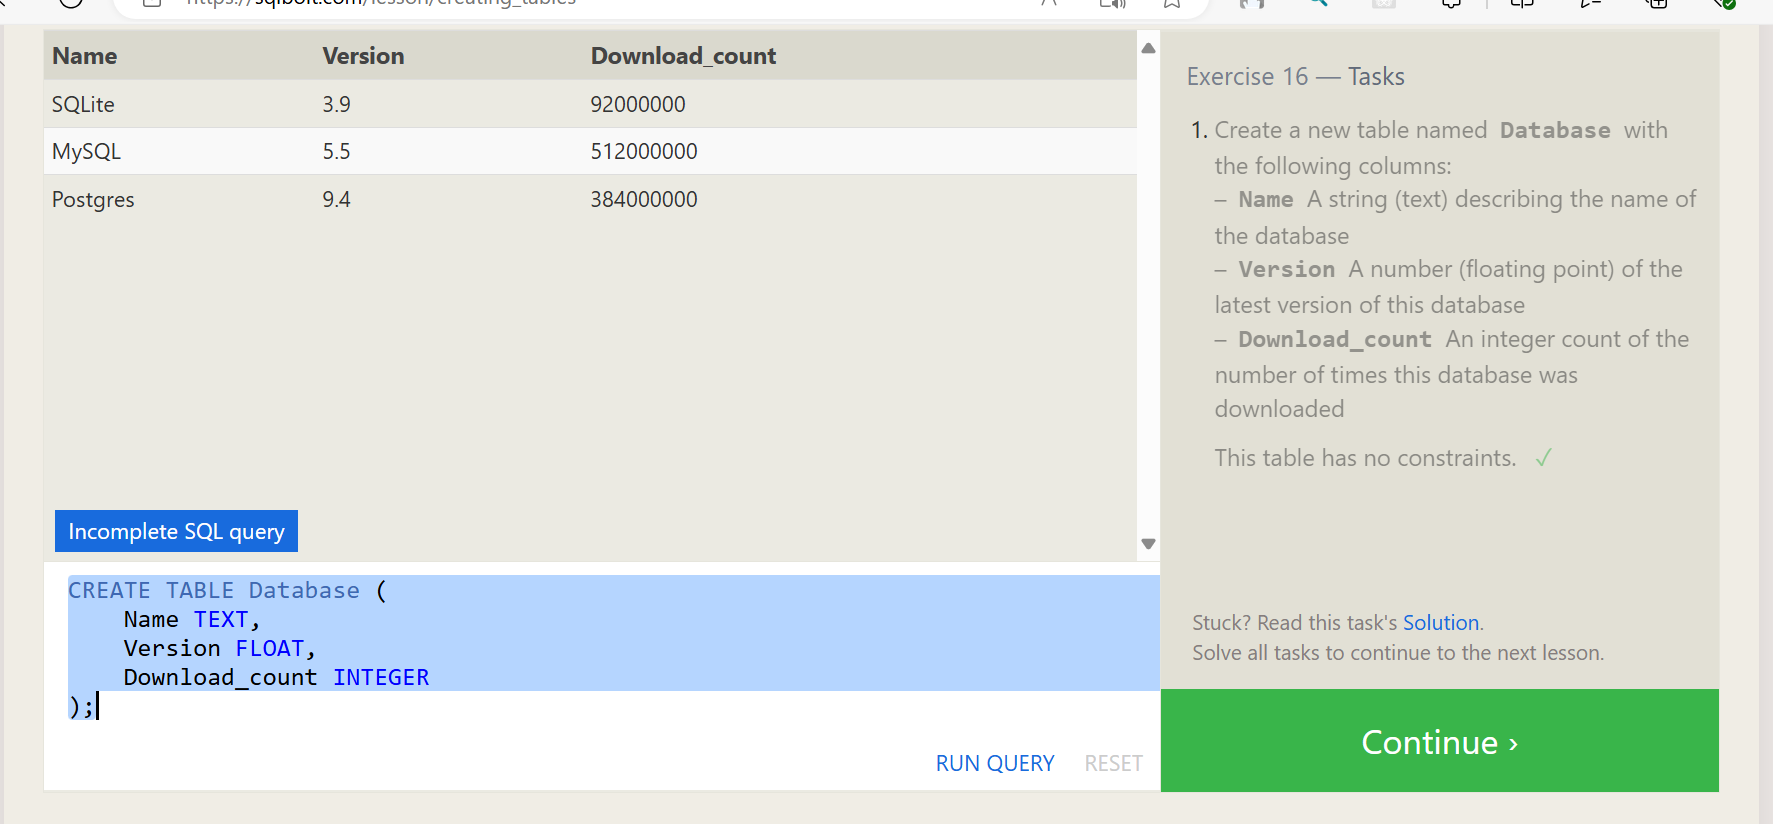 https://sqlbolt.com/lesson/creating_tables
Name Version Download_count
SQLite 3.9 92000000
MySQL 5.5 512000000
Postgres 9.4 384000000
Incomplete SQL query
CREATE TABLE Database (
    Name TEXT,
    Version FLOAT,
    Download_count INTEGER
);
RUN QUERY RESET
Exercise 16 — Tasks
1. Create a new table named Database with
the following columns:
– Name A string (text) describing the name of
the database
– Version A number (floating point) of the
latest version of this database
– Download_count An integer count of the
number of times this database was
downloaded
This table has no constraints. ✓
Stuck? Read this task's Solution.
Solve all tasks to continue to the next lesson.
Continue ›